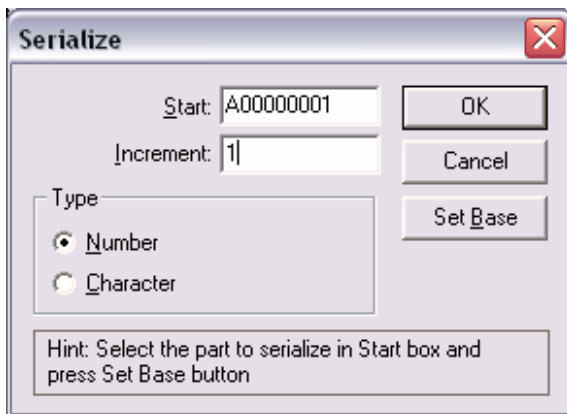 Serialize
Start: A00000001 OK
Increment: 1 Cancel
Type Set Base
Number
Character
Hint: Select the part to serialize in Start box and
press Set Base button